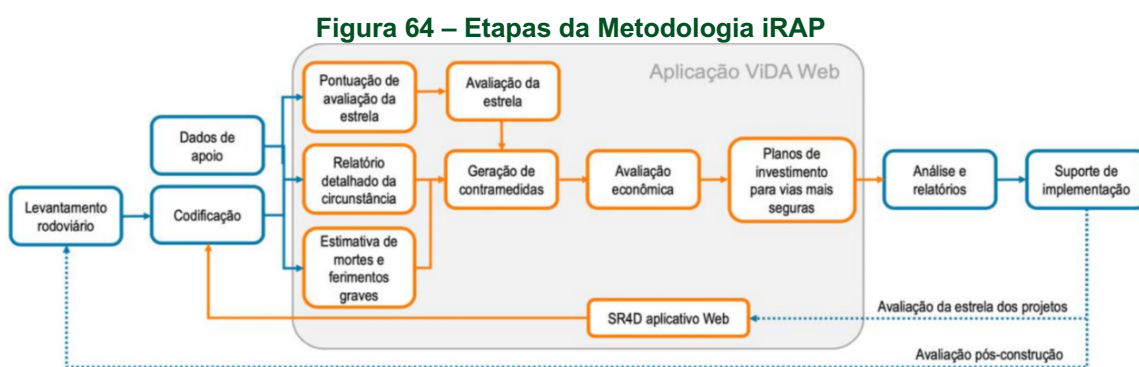 Figura 64 – Etapas da Metodologia iRAP
Aplicação ViDA Web
Pontuação de
avaliação da
estrela
Avaliação da
estrela
Dados de
apoio
Relatório
detalhado da
circunstância
Geração de
contramedidas
Avaliação
econômica
Planos de
investimento
para vias mais
seguras
Análise e
relatórios
Suporte de
implementação
Levantamento
rodoviário
Codificação
Estimativa de
mortes e
ferimentos
graves
SR4D aplicativo Web
Avaliação da estrela dos projetos
Avaliação pós-construção